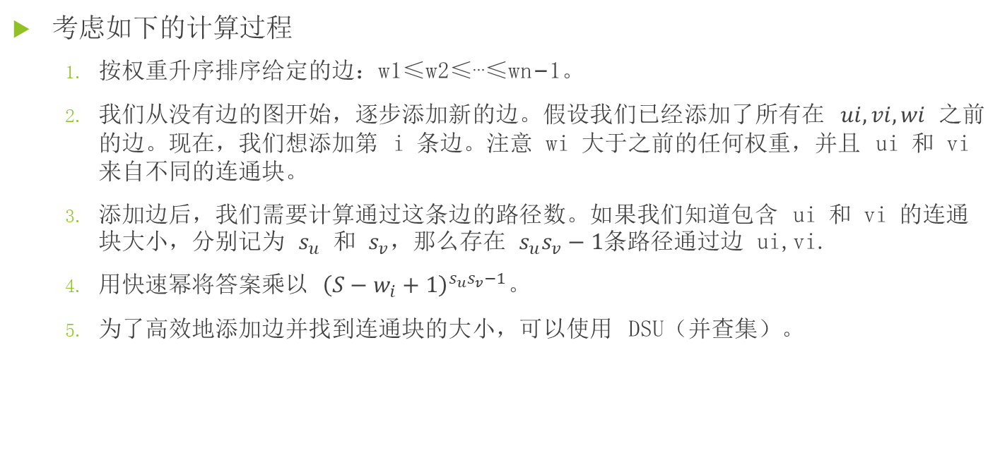 考虑如下的计算过程
1. 按权重升序排序给定的边：w1≤w2≤⋯≤wn−1。
2. 我们从没有边的图开始，逐步添加新的边。假设我们已经添加了所有在 ui,vi,wi 之前
的边。现在，我们想添加第 i 条边。注意 wi 大于之前的任何权重，并且 ui 和 vi
来自不同的连通块。
3. 添加边后，我们需要计算通过这条边的路径数。如果我们知道包含 ui 和 vi 的连通
块大小，分别记为 s_u 和 s_v，那么存在 s_u s_v − 1条路径通过边 ui,vi.
4. 用快速幂将答案乘以 (S − w_i + 1)^{s_u s_v−1}。
5. 为了高效地添加边并找到连通块的大小，可以使用 DSU（并查集）。